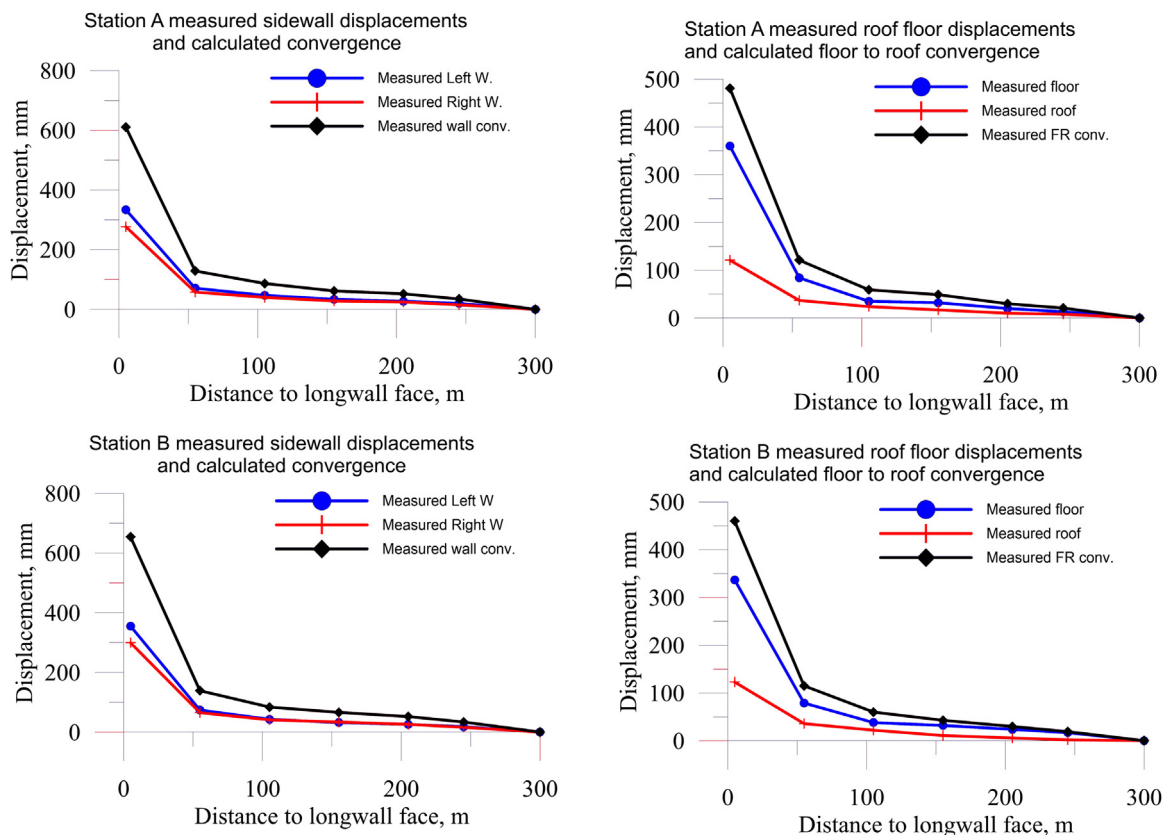 Station A measured sidewall displacements
and calculated convergence
800
600
400
200
0
Displacement, mm
Measured Left W.
Measured Right W.
Measured wall conv.
0 100 200 300
Distance to longwall face, m
Station A measured roof floor displacements
and calculated floor to roof convergence
500
400
300
200
100
0
Displacement, mm
Measured floor
Measured roof
Measured FR conv.
0 100 200 300
Distance to longwall face, m
Station B measured sidewall displacements
and calculated convergence
800
600
400
200
0
Displacement, mm
Measured Left W
Measured Right W
Measured wall conv.
0 100 200 300
Distance to longwall face, m
Station B measured roof floor displacements
and calculated floor to roof convergence
500
400
300
200
100
0
Displacement, mm
Measured floor
Measured roof
Measured FR conv.
0 100 200 300
Distance to longwall face, m